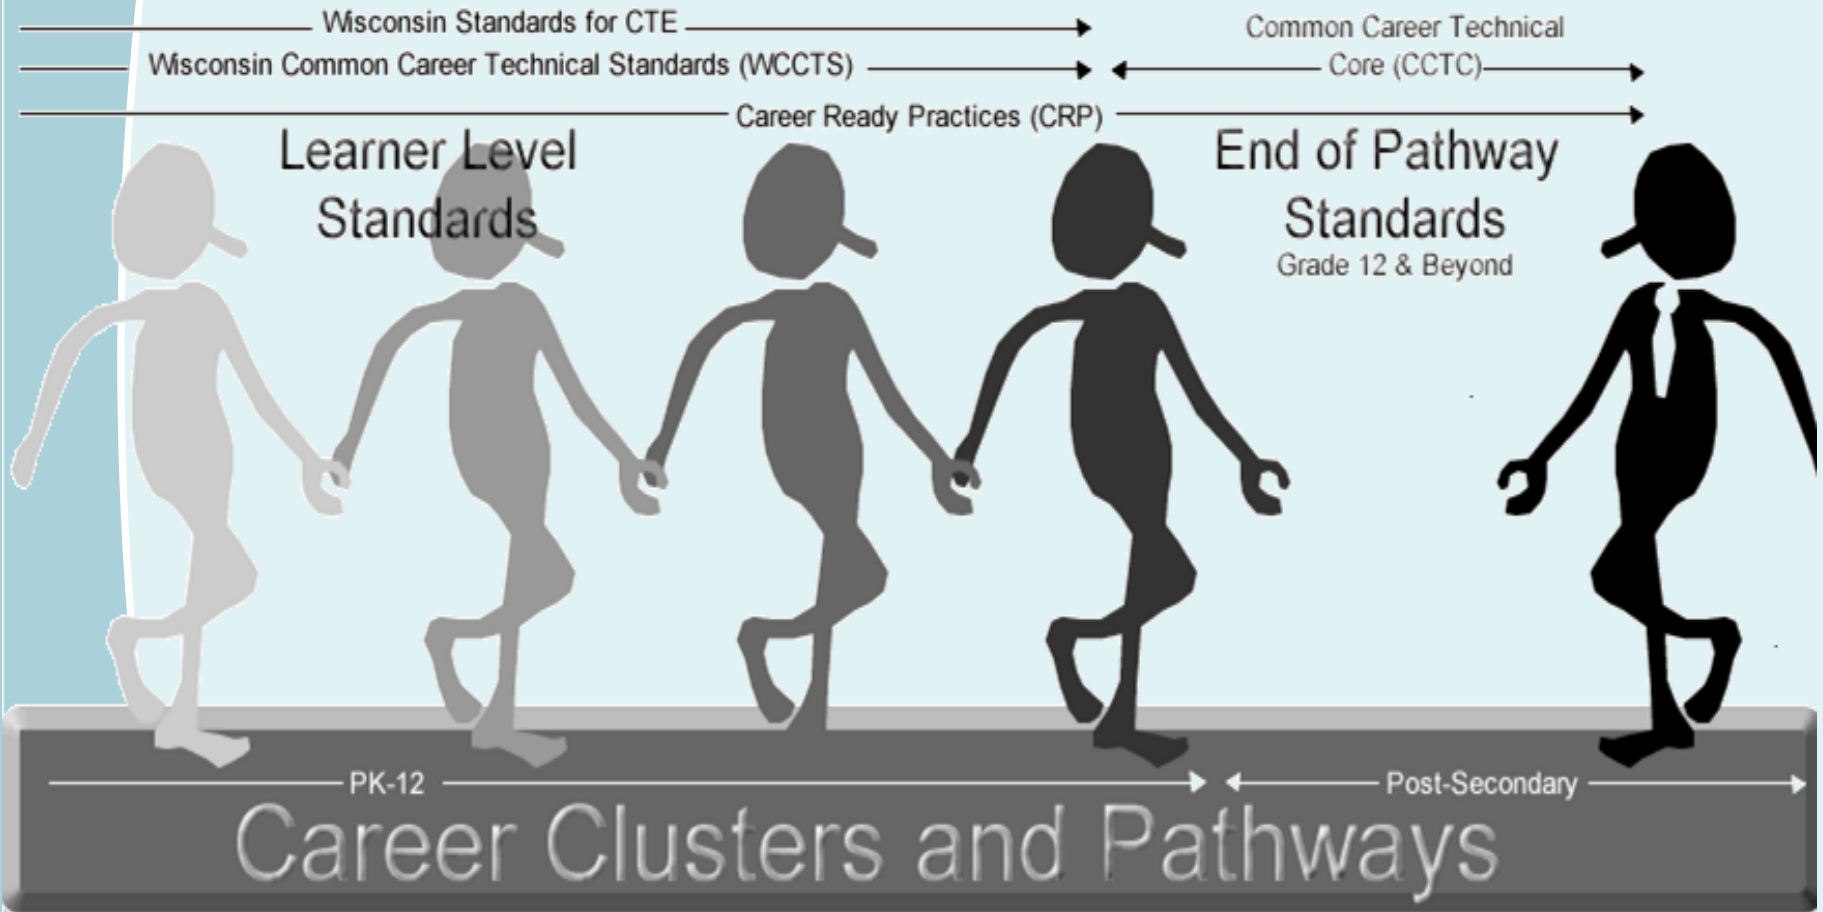 Wisconsin Standards for CTE
Wisconsin Common Career Technical Standards (WCCTS)
Common Career Technical
Core (CCTC)
Career Ready Practices (CRP)
Learner Level
Standards
End of Pathway
Standards
Grade 12 & Beyond
PK-12
Post-Secondary
Career Clusters and Pathways